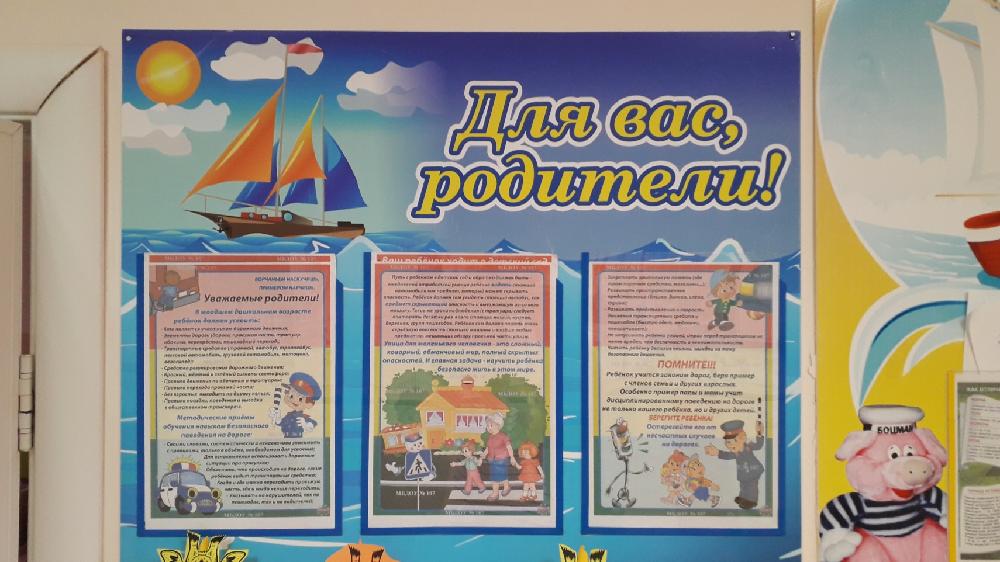 Для вас,
родители!
МБДОУ № 107
МБДОУ № 107
ВОРЧАНЬЕМ НАСКУЧИШЬ,
ПРИМЕРОМ НАУЧИШЬ.
Уважаемые родители!
В младшем дошкольном возрасте
ребёнок должен усвоить:
- Кто является участником дорожного движения;
- Элементы дороги (дорога, проезжая часть, тротуар,
обочина, перекрёсток, пешеходный переход);
- Транспортные средства (трамвай, автобус, троллейбус,
легковой автомобиль, грузовой автомобиль, мотоцикл,
велосипед);
- Средства регулирования дорожного движения;
- Красный, жёлтый и зелёный сигналы светофора;
- Правила движения по обочинам и тротуарам;
- Правила перехода проезжей части;
- Без взрослых выходить на дорогу нельзя;
- Правила посадки, поведения и высадки
в общественном транспорте.
Методические приёмы
обучения навыкам безопасного
поведения на дороге:
- Своими словами, систематически и ненавязчиво знакомить
с правилами, только в объёме, необходимом для усвоения;
- Для ознакомления использовать дорожные
ситуации при прогулках;
- Объяснить, что происходит на дороге, какие
ребёнок видит транспортные средства;
- Когда и где можно переходить проезжую
часть, где и когда нельзя переходить;
- Указывать на нарушителей, как на
пешеходов, так и на водителей;
МБДОУ № 107
Ваш ребёнок ходит в детский сад
МБДОУ № 107
МБДОУ № 107
Путь с ребенком в детский сад и обратно должен быть -
ежедневной отработкой умения ребёнка видеть стоящий
автомобиль как предмет, который может скрывать
опасность. Ребёнок должен сам увидеть стоящий автобус, как
предмет скрывающий опасность и выезжающую из-за него
машину. Такие же уроки наблюдения (с тротуара) следует
повторять десятки раз возле стоящих машин, кустов,
деревьев, групп пешеходов. Ребёнок сам должен понять очень
серьёзную опасность стоящей машины и вообще любых
предметов, мешающих обзору проезжей части улицы.
Улица для маленького человечка - это сложный,
коварный, обманчивый мир, полный скрытых
опасностей. И главная задача - научить ребёнка
безопасно жить в этом мире.
МБДОУ № 107
МБДОУ № 107
МБДОУ № 107
МБДОУ № 107
МБДОУ № 107
- Закреплять зрительную память (где
транспортное средство, магазины...);
- Развивать пространственное
представление (близко, далеко, слева,
справа);
- Развивать представление о скорости
движения транспортных средств и
пешеходов (быстро едет, медленно,
поворачивает);
- Не запугивать ребёнка улицей; страх перед транспортом не
менее вреден, чем беспечность и невнимательность;
- Читать ребёнку детские книжки, загадки на тему
безопасного движения.
ПОМНИТЕ!!!
Ребёнок учится законам дорог, беря пример
с членов семьи и других взрослых.
Особенно пример папы и мамы учит
дисциплинированному поведению на дороге
не только вашего ребёнка, но и других детей.
БЕРЕГИТЕ РЕБЁНКА!
Остерегайте его от
несчастных случаев
на дорогах.
МБДОУ № 107
БОЦМАН
КАК ОТЛИЧ